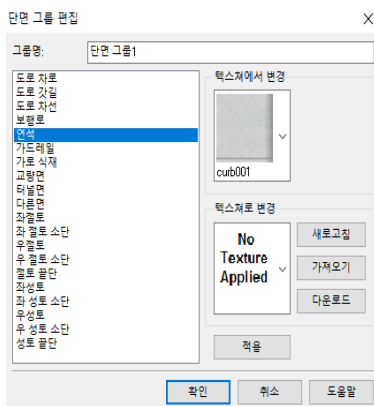 단면 그룹 편집
그룹명: 단면 그룹1
도로 차로
도로 갓길
도로 차선
보행로
연석
가드레일
가로 식재
교량면
터널면
다른면
좌절토
좌 절토 소단
우절토
우 절토 소단
절토 끝단
좌성토
좌 성토 소단
우성토
우 성토 소단
성토 끝단
텍스쳐에서 변경
curb001
텍스쳐로 변경
No
Texture
Applied
새로고침
가져오기
다운로드
적용
확인 취소 도움말